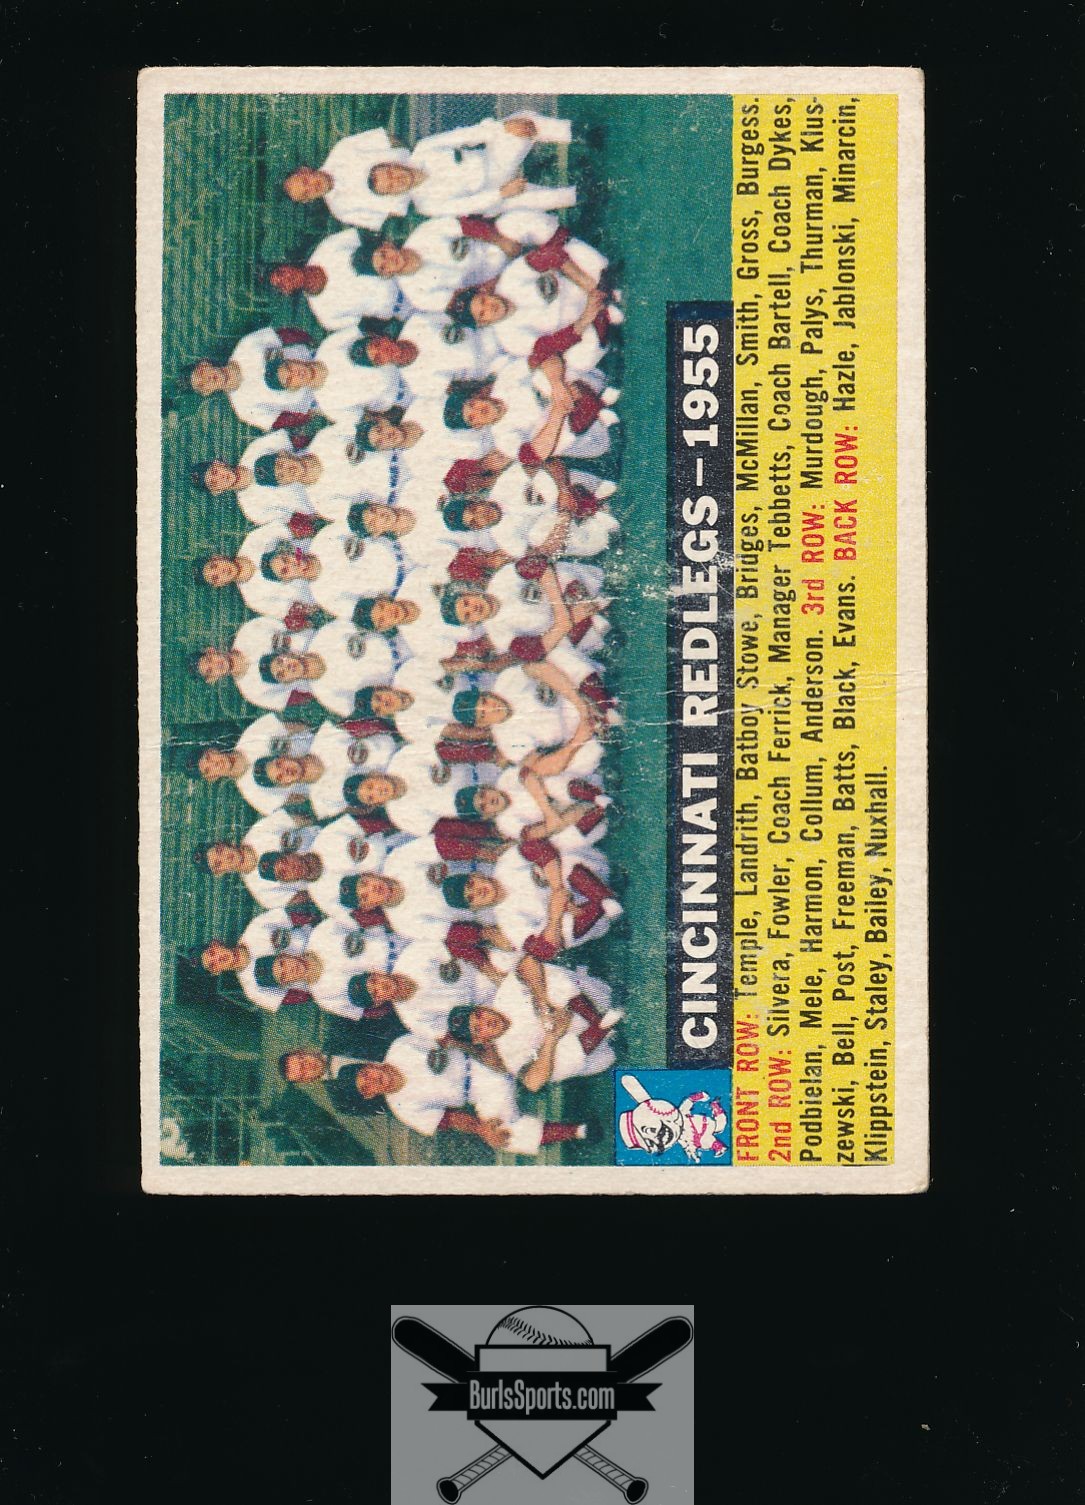 CINCINNATI REDLEGS—1955
FRONT ROW: Temple, Landrith, Batboy Stowe, Bridges, McMillan, Smith, Gross, Burgess.
2nd ROW: Silvera, Fowler, Coach Ferrick, Manager Tebbetts, Coach Bartell, Coach Dykes,
Podbielan, Mele, Harmon, Collum, Anderson. 3rd ROW: Murdough, Palys, Thurman, Klus-
zewski, Bell, Post, Freeman, Batts, Black, Evans. BACK ROW: Hazle, Jablonski, Minarcin,
Klippstein, Staley, Bailey, Nuxhall.
BurlsSports.com